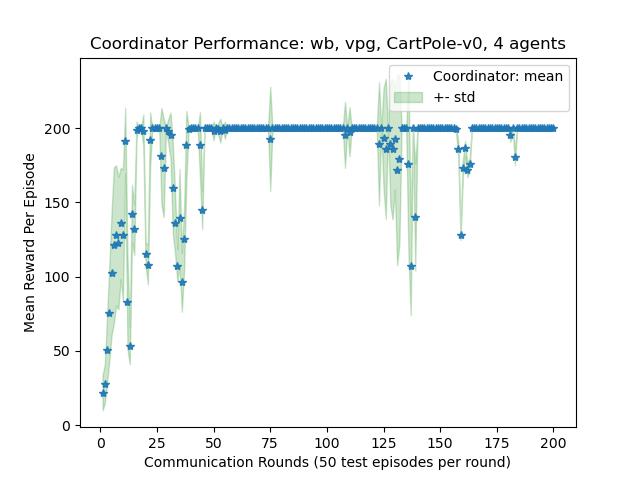 Coordinator Performance: wb, vpg, CartPole-v0, 4 agents
Coordinator: mean
+- std
Mean Reward Per Episode
200
150
100
50
0
0 25 50 75 100 125 150 175 200
Communication Rounds (50 test episodes per round)